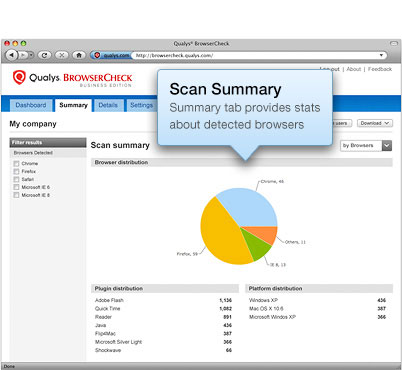 Qualys® BrowserCheck
qualys.com http://browsercheck.qualys.com/
Qualys BROWSERCHECK
BUSINESS EDITION
out | About | Feedback
Dashboard Summary Details Settings
Scan Summary
Summary tab provides stats
about detected browsers
My company
users Download
Filter results
Browsers Detected
Chrome
Firefox
Safari
Microsoft IE 6
Microsoft IE 8
Scan summary
by Browsers
Browser distribution
Chrome, 46
Others, 11
IE 8, 13
Firefox, 59
Plugin distribution
Adobe Flash 1,136
Quick Time 1,082
Reader 891
Java 436
Flip4Mac 387
Microsoft Silver Light 366
Shockwave 66
Platform distribution
Windows XP 436
Mac OS X 10.6 387
Microsoft Windos XP 366
Done